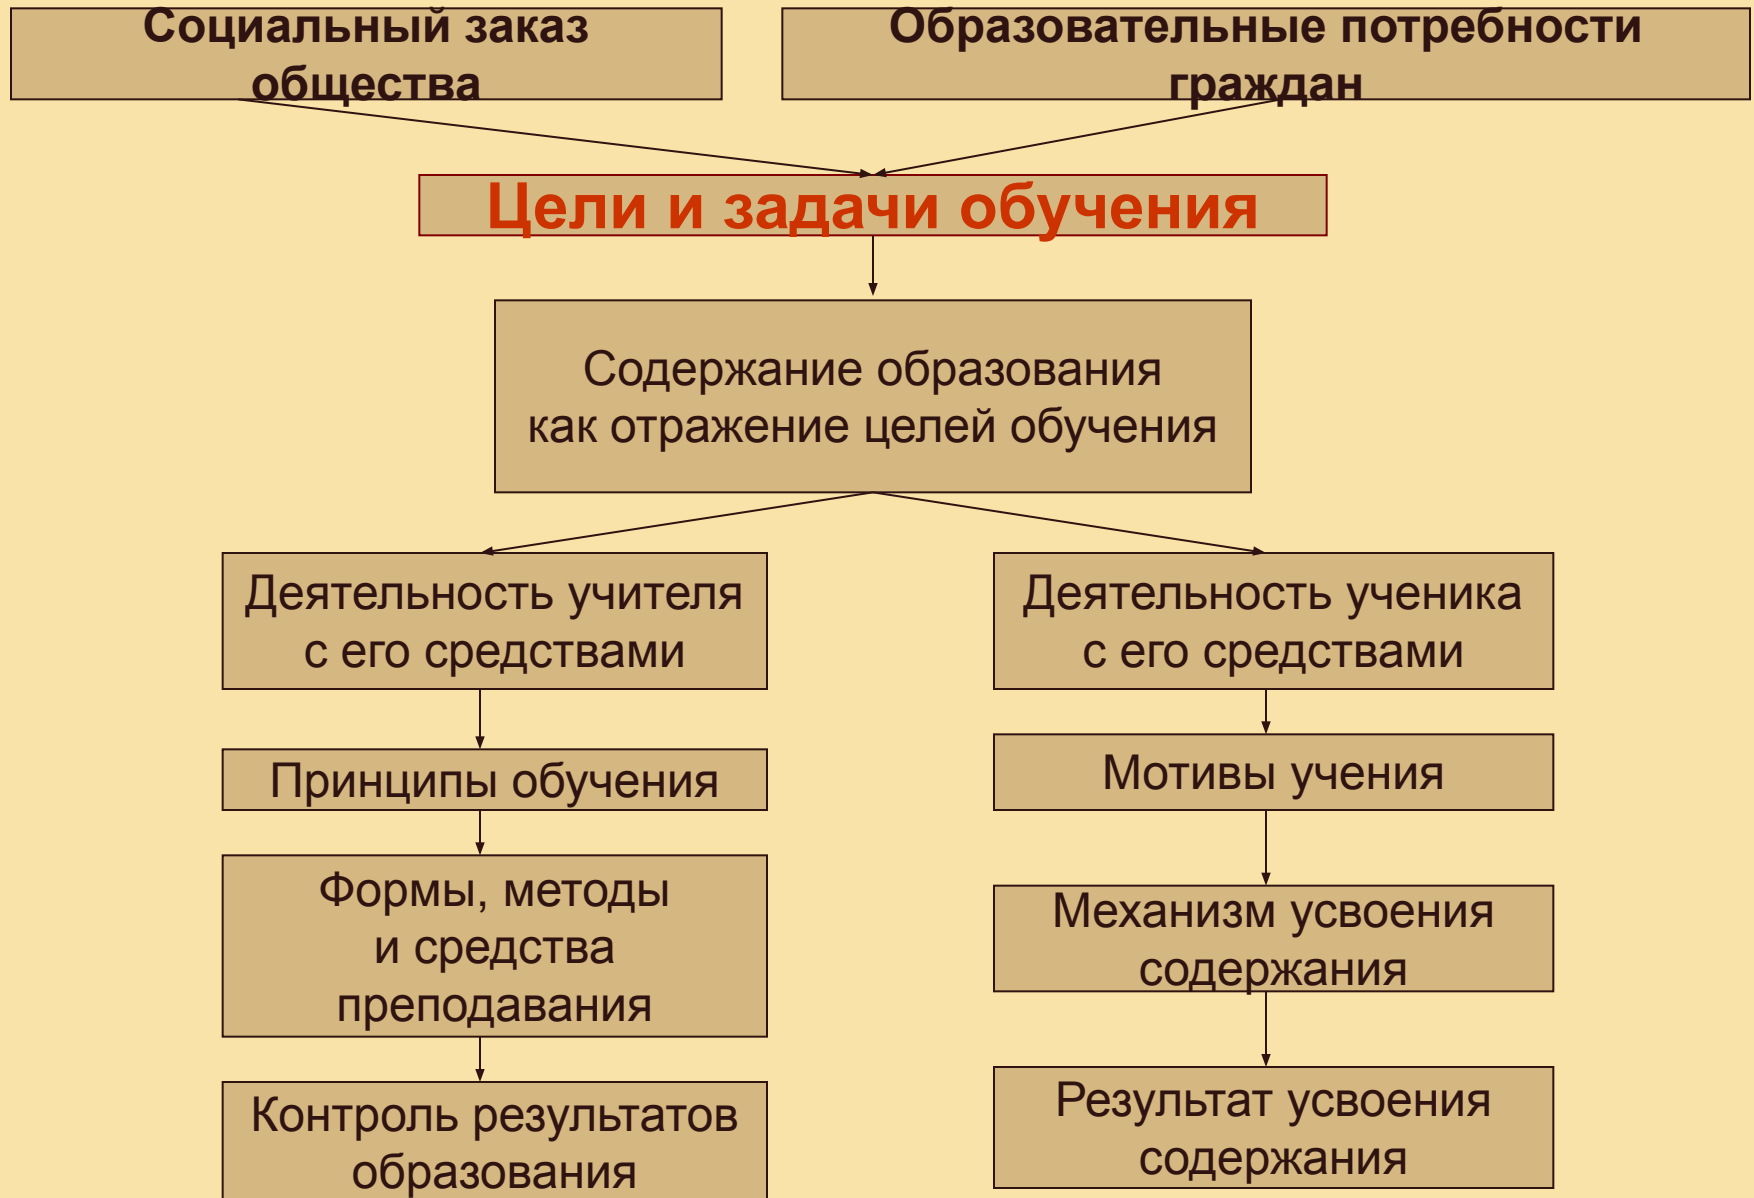 Социальный заказ
общества
Образовательные потребности
граждан
Цели и задачи обучения
Содержание образования
как отражение целей обучения
Деятельность учителя
с его средствами
Принципы обучения
Формы, методы
и средства
преподавания
Контроль результатов
образования
Деятельность ученика
с его средствами
Мотивы учения
Механизм усвоения
содержания
Результат усвоения
содержания